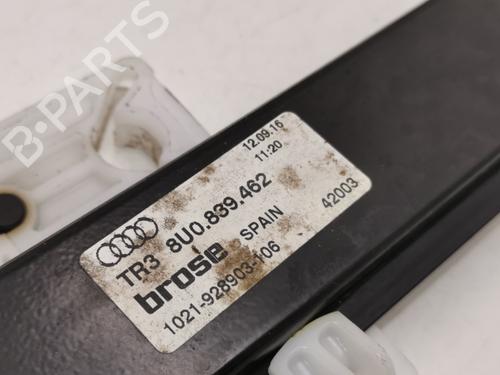 B-PARTS
12.09.16
11:20
TR3 8U0.839.462
brose SPAIN 42003
1021-928903-106